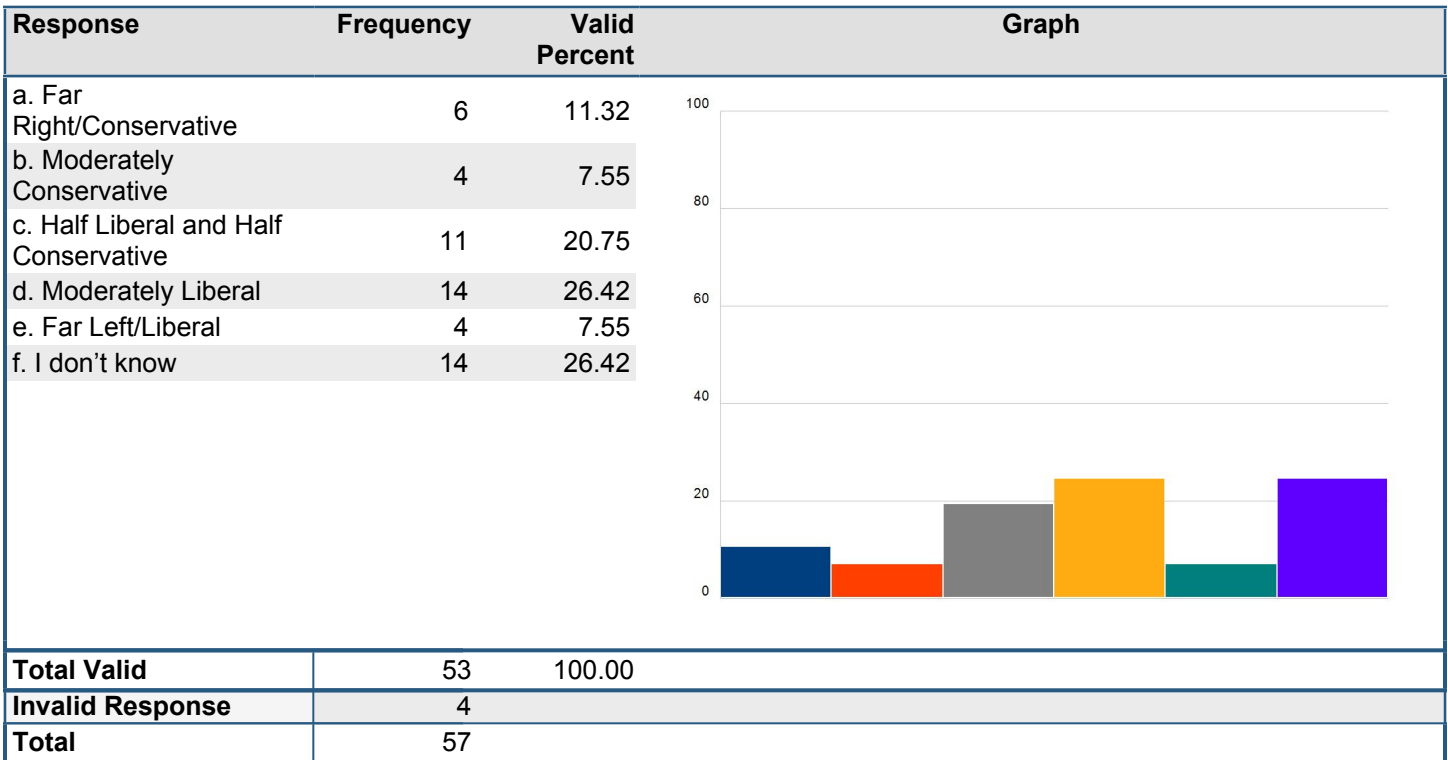 Response Frequency Valid Percent Graph
a. Far Right/Conservative 6 11.32
b. Moderately Conservative 4 7.55
c. Half Liberal and Half Conservative 11 20.75
d. Moderately Liberal 14 26.42
e. Far Left/Liberal 4 7.55
f. I don’t know 14 26.42
100
80
60
40
20
0
Total Valid 53 100.00
Invalid Response 4
Total 57